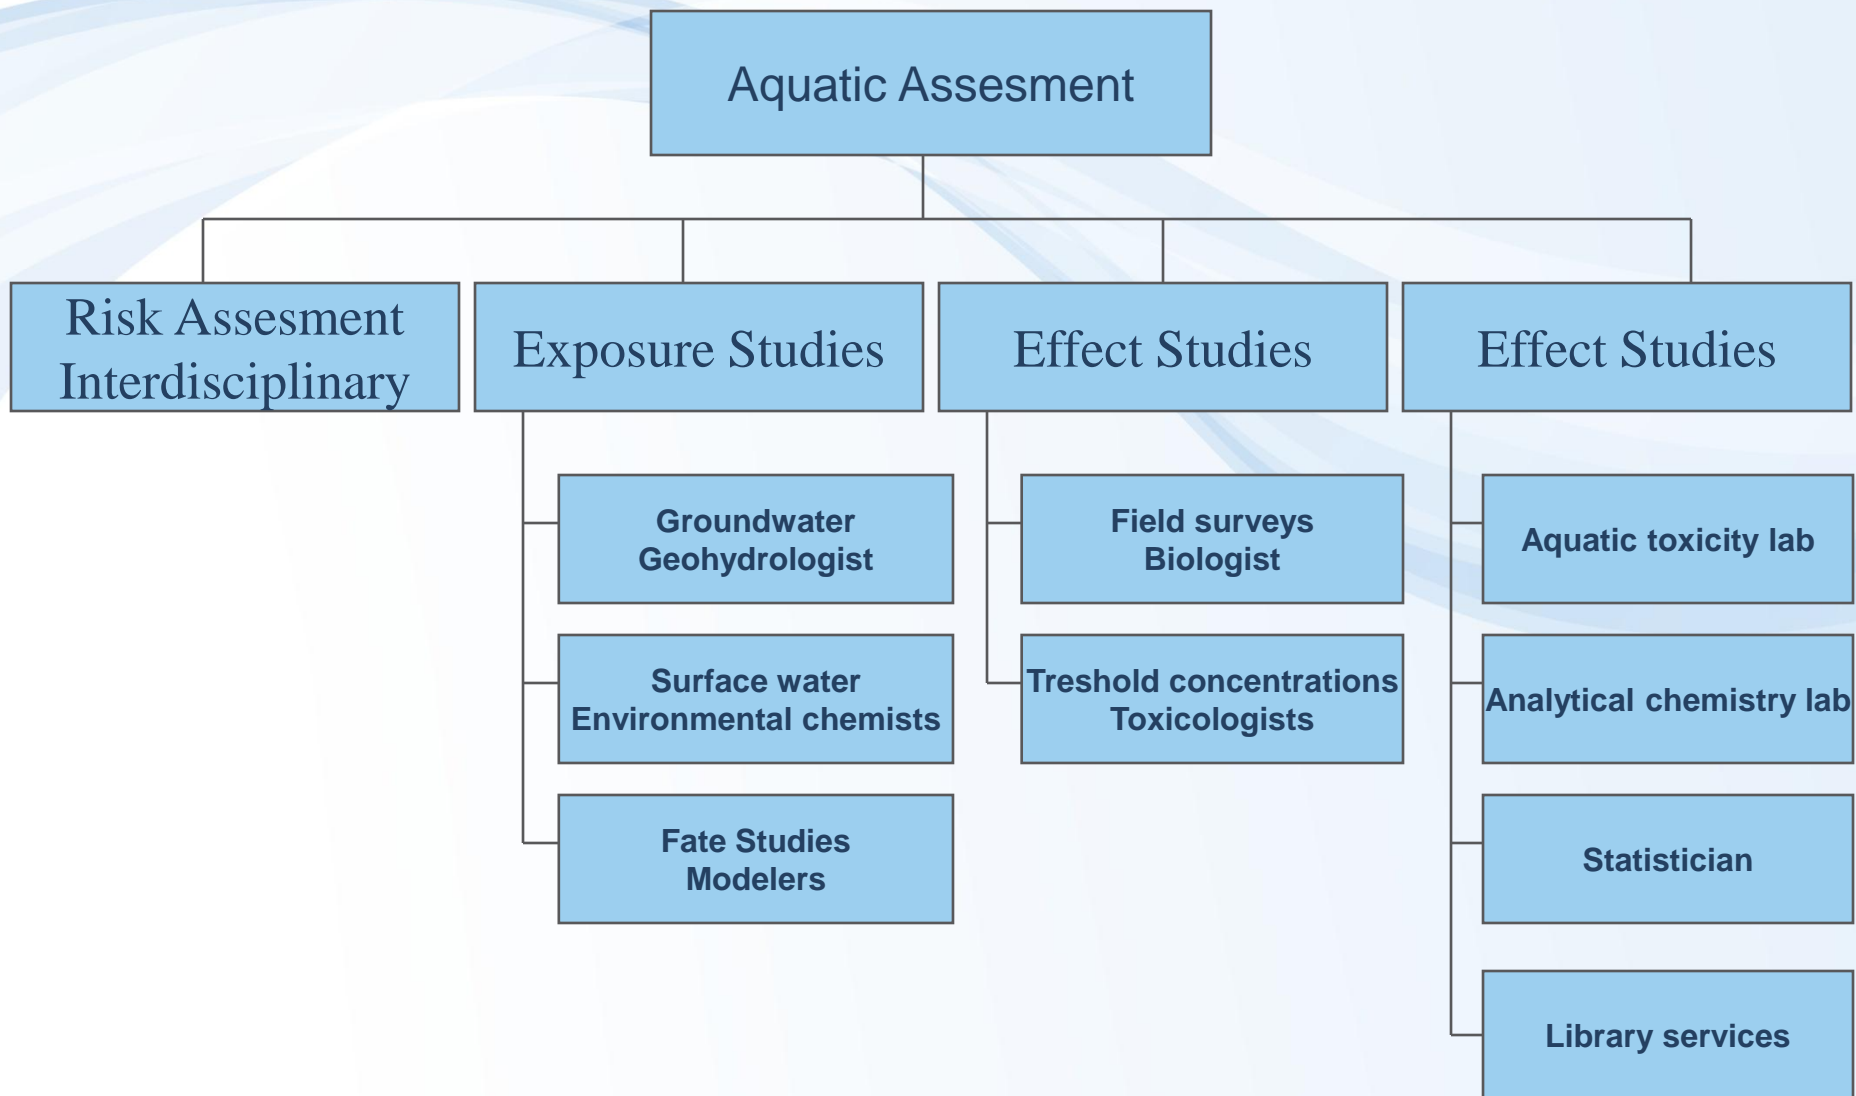 Aquatic Assesment
Risk Assesment
Interdisciplinary
Exposure Studies
Effect Studies
Effect Studies
Groundwater
Geohydrologist
Surface water
Environmental chemists
Fate Studies
Modelers
Field surveys
Biologist
Treshold concentrations
Toxicologists
Aquatic toxicity lab
Analytical chemistry lab
Statistician
Library services